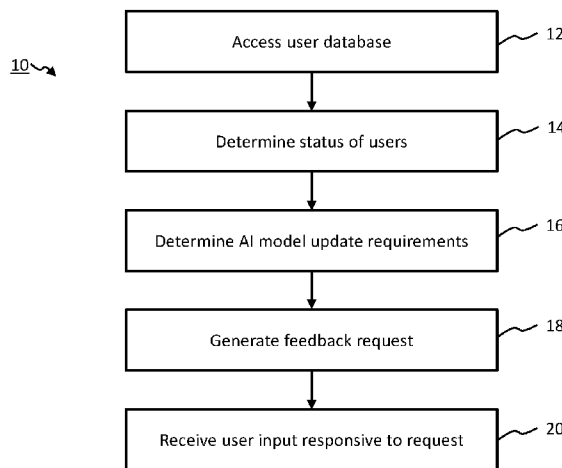 Access user database
12
10
Determine status of users
14
Determine AI model update requirements
16
Generate feedback request
18
Receive user input responsive to request
20